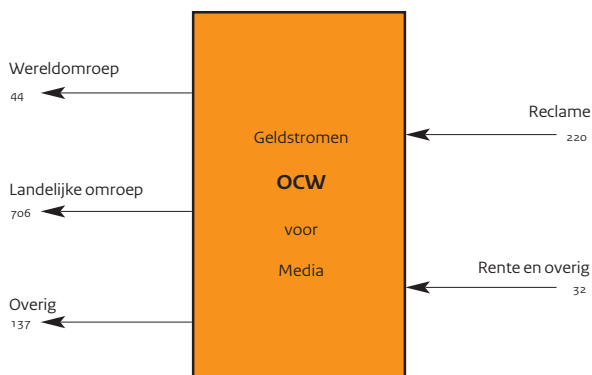 Wereldomroep
44
Landelijke omroep
706
Overig
137
Geldstromen
OCW
voor
Media
Reclame
220
Rente en overig
32